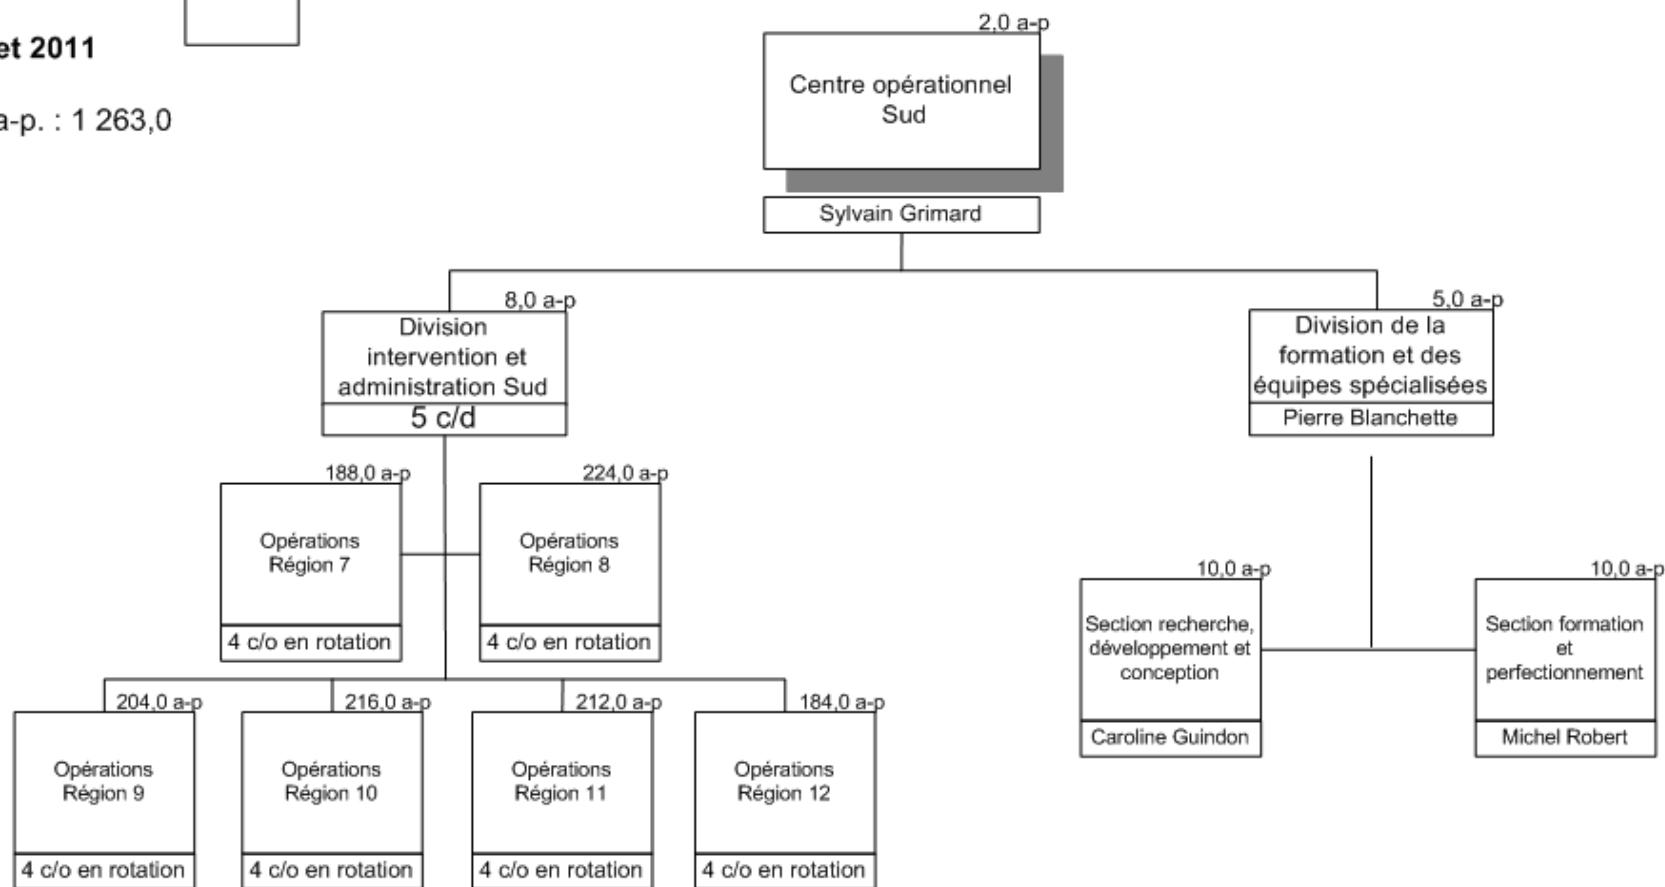 et 2011
a-p. : 1 263,0
2,0 a-p
Centre opérationnel
Sud
Sylvain Grimard
8,0 a-p
Division
intervention et
administration Sud
5 c/d
5,0 a-p
Division de la
formation et des
équipes spécialisées
Pierre Blanchette
188,0 a-p
Opérations
Région 7
4 c/o en rotation
224,0 a-p
Opérations
Région 8
4 c/o en rotation
10,0 a-p
Section recherche,
développement et
conception
Caroline Guindon
10,0 a-p
Section formation
et
perfectionnement
Michel Robert
204,0 a-p
Opérations
Région 9
4 c/o en rotation
216,0 a-p
Opérations
Région 10
4 c/o en rotation
212,0 a-p
Opérations
Région 11
4 c/o en rotation
184,0 a-p
Opérations
Région 12
4 c/o en rotation